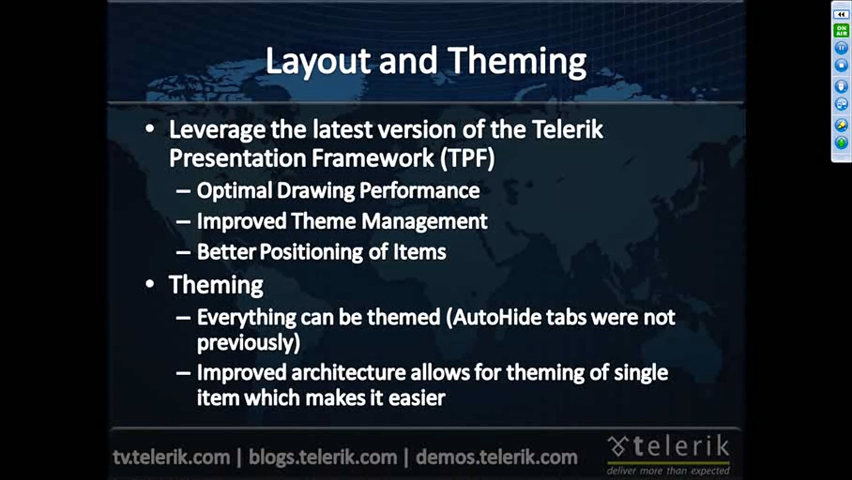 Layout and Theming
• Leverage the latest version of the Telerik
Presentation Framework (TPF)
– Optimal Drawing Performance
– Improved Theme Management
– Better Positioning of Items
• Theming
– Everything can be themed (AutoHide tabs were not
previously)
– Improved architecture allows for theming of single
item which makes it easier
tv.telerik.com | blogs.telerik.com | demos.telerik.com
telerik
deliver more than expected
ON
AIR